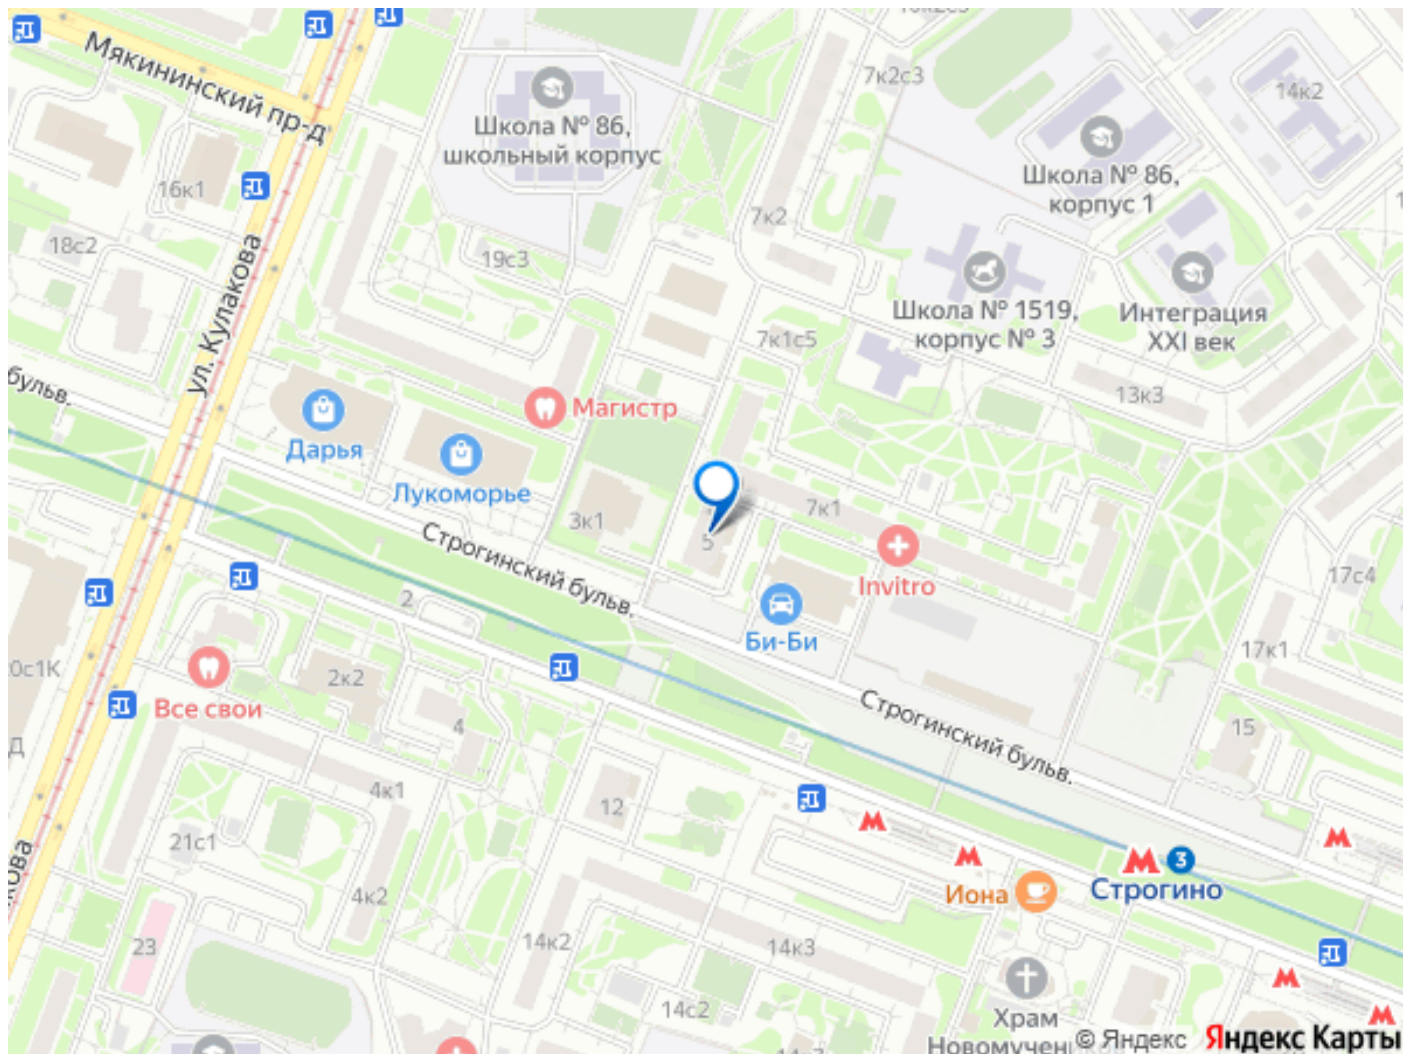 Мякининский пр-д
7к2с3
14к2
Школа № 86,
школьный корпус
Школа № 86,
корпус 1
16к1
7к2
18с2
19с3
ул. Кулакова
Школа № 1519,
корпус № 3
Интеграция
XXI век
7к1с5
13к3
бульв.
Магистр
Дарья
Лукоморье
3к1
7к1
5
Строгинский бульв.
Invitro
17с4
2
Би-Би
17к1
2к2
Все свои
4
Строгинский бульв.
15
4к1
12
21с1
3
Строгино
Иона
4к2
23
14к2
14к3
14с2
Храм
© Яндекс
Яндекс Карты